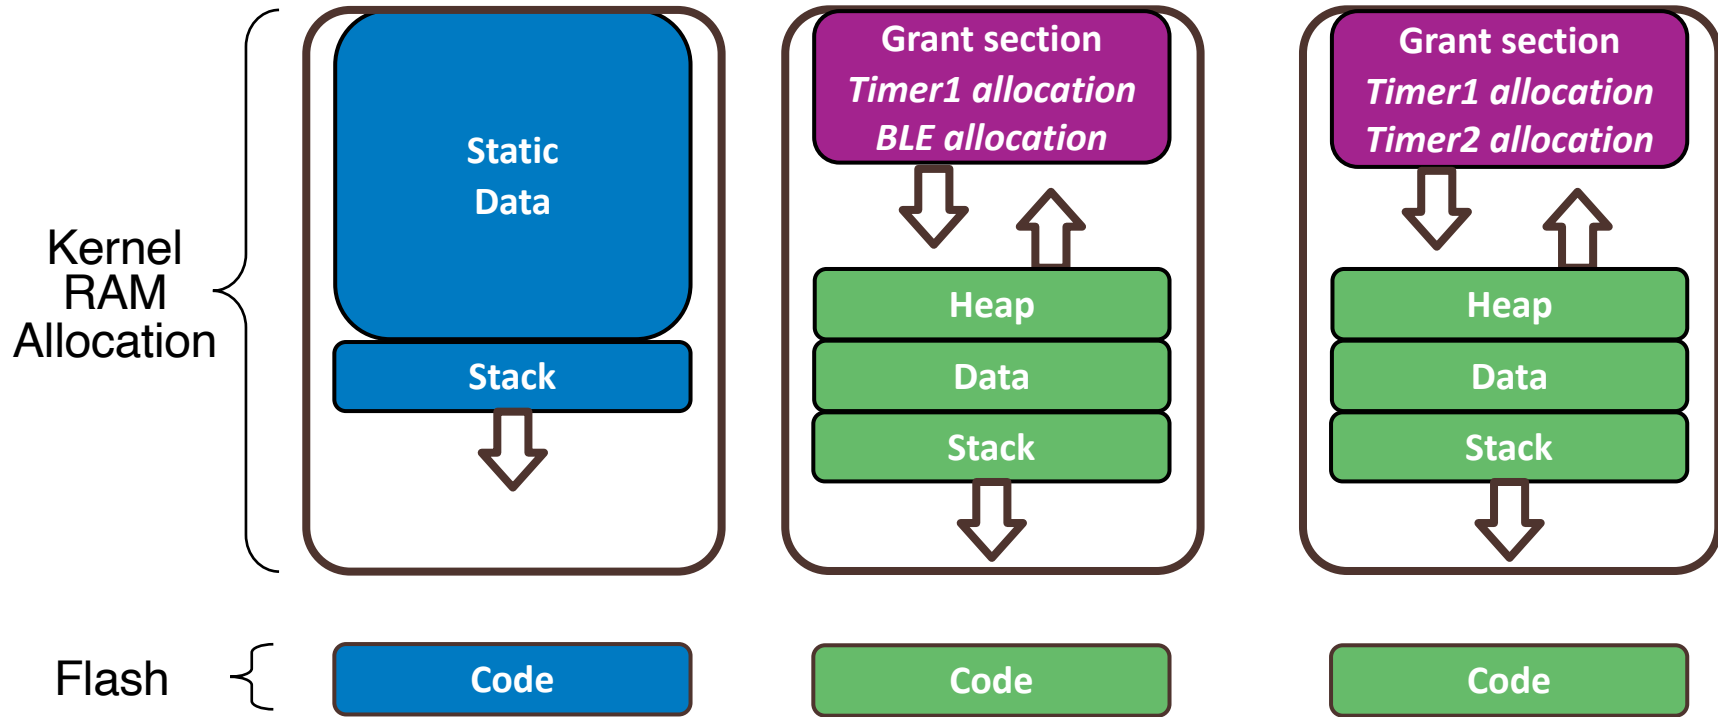 Kernel
RAM
Allocation
Static
Data
Stack
Grant section
Timer1 allocation
BLE allocation
Heap
Data
Stack
Grant section
Timer1 allocation
Timer2 allocation
Heap
Data
Stack
Flash
Code
Code
Code